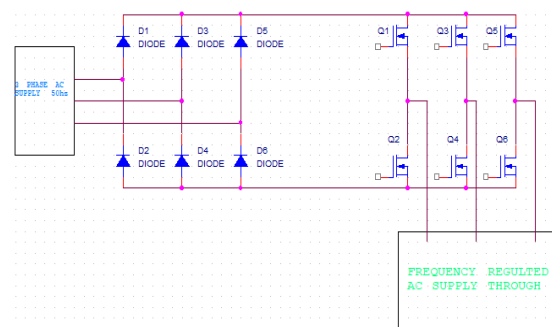 D1
DIODE
D3
DIODE
D5
DIODE
Q1
Q3
Q5
PHASE AC
SUPPLY 50hz
D2
DIODE
D4
DIODE
D6
DIODE
Q2
Q4
Q6
FREQUENCY REGULTED
AC SUPPLY THROUGH